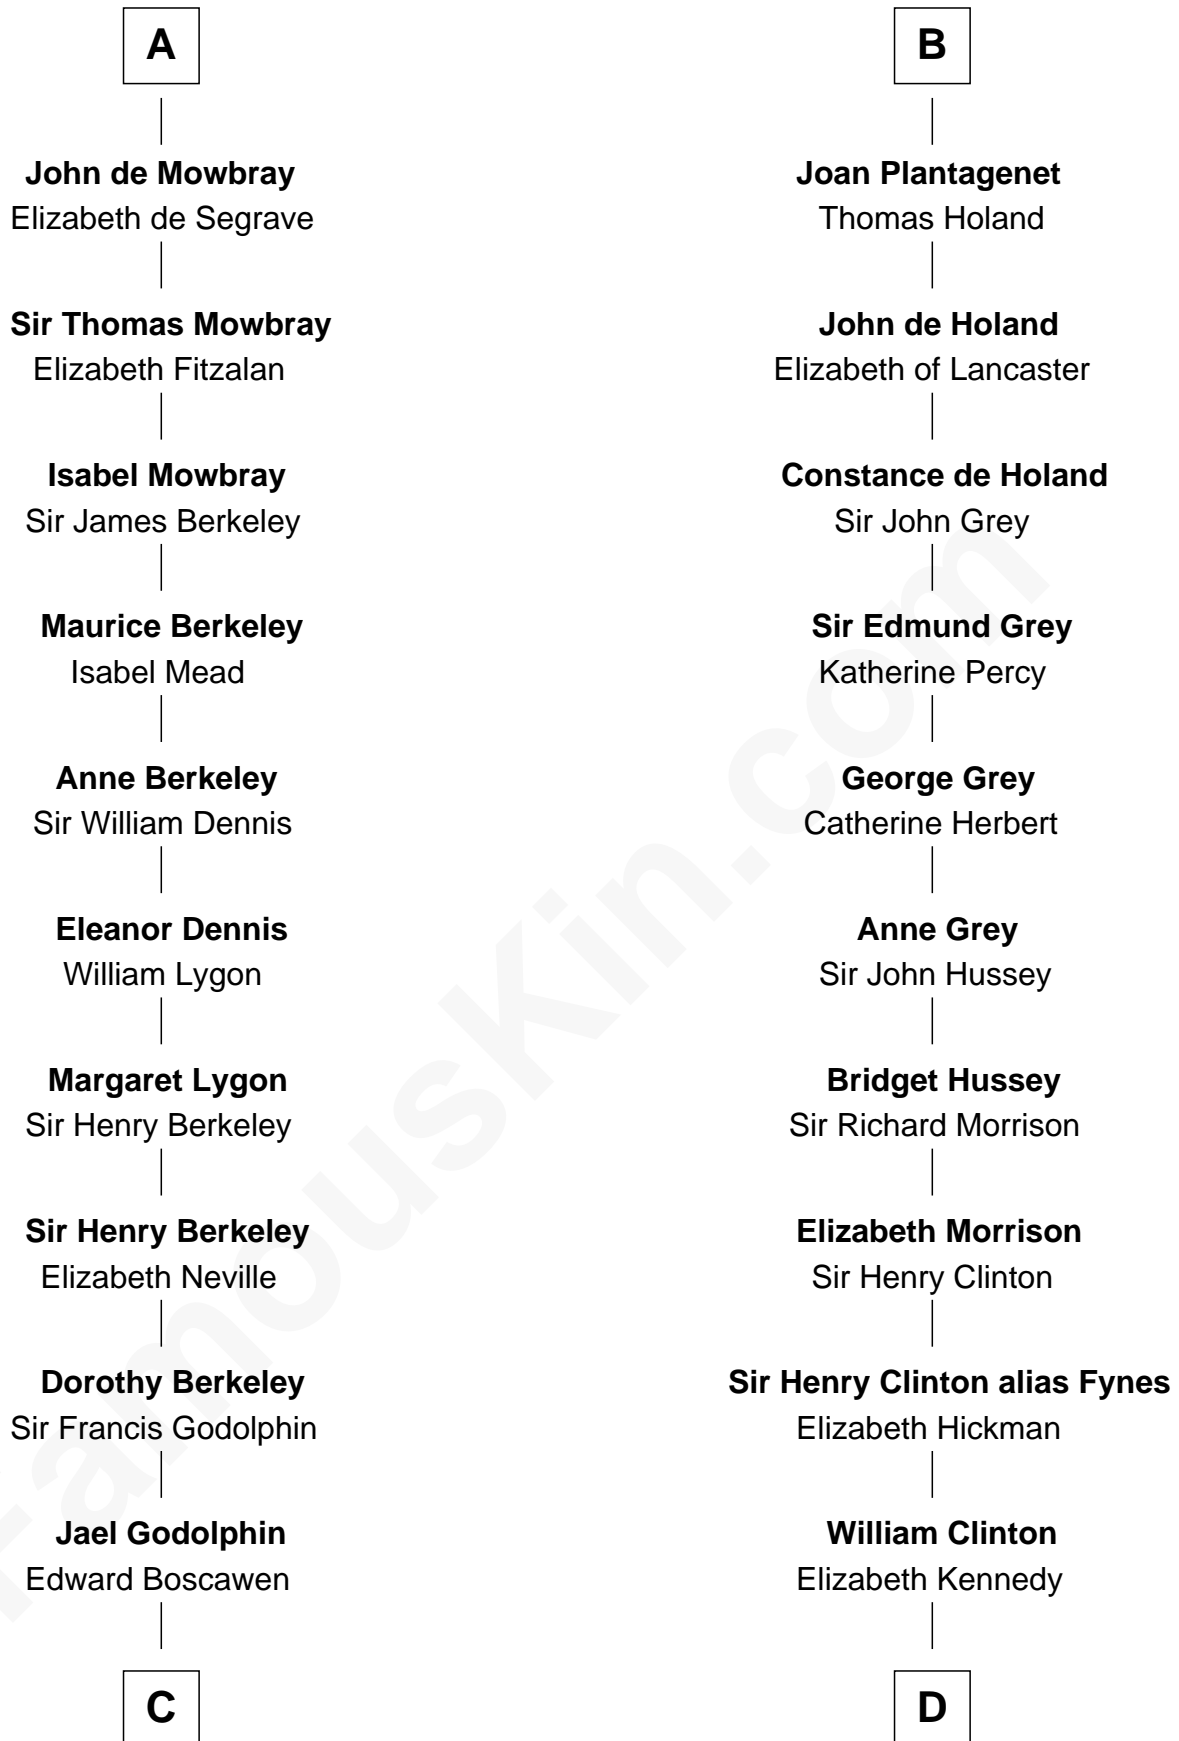 A
John de Mowbray
Elizabeth de Segrave
Sir Thomas Mowbray
Elizabeth Fitzalan
Isabel Mowbray
Sir James Berkeley
Maurice Berkeley
Isabel Mead
Anne Berkeley
Sir William Dennis
Eleanor Dennis
William Lygon
Margaret Lygon
Sir Henry Berkeley
Sir Henry Berkeley
Elizabeth Neville
Dorothy Berkeley
Sir Francis Godolphin
Jael Godolphin
Edward Boscawen
C
B
Joan Plantagenet
Thomas Holand
John de Holand
Elizabeth of Lancaster
Constance de Holand
Sir John Grey
Sir Edmund Grey
Katherine Percy
George Grey
Catherine Herbert
Anne Grey
Sir John Hussey
Bridget Hussey
Sir Richard Morrison
Elizabeth Morrison
Sir Henry Clinton
Sir Henry Clinton alias Fynes
Elizabeth Hickman
William Clinton
Elizabeth Kennedy
D
FamousKin.com